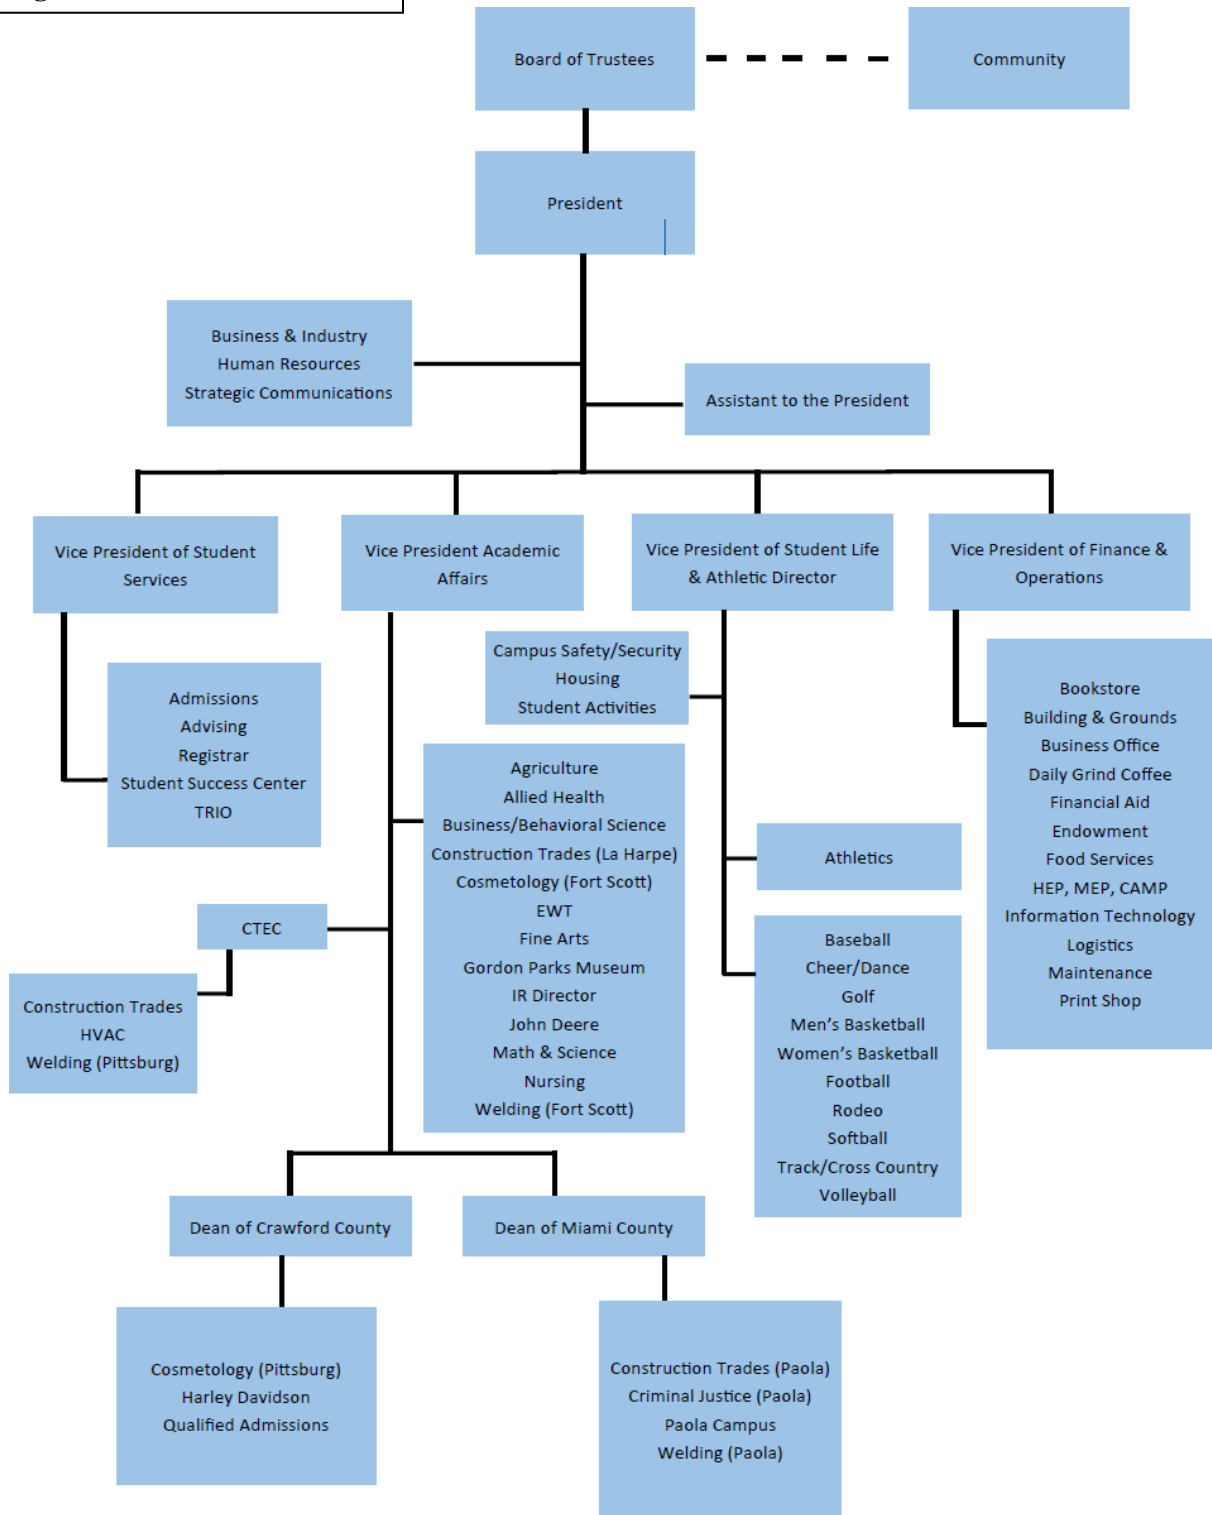 Board of Trustees
Community
President
Business & Industry
Human Resources
Strategic Communications
Assistant to the President
Vice President of Student
Services
Vice President Academic
Affairs
Vice President of Student Life
& Athletic Director
Vice President of Finance &
Operations
Admissions
Advising
Registrar
Student Success Center
TRIO
CTEC
Construction Trades
HVAC
Welding (Pittsburg)
Agriculture
Allied Health
Business/Behavioral Science
Construction Trades (La Harpe)
Cosmetology (Fort Scott)
EWT
Fine Arts
Gordon Parks Museum
IR Director
John Deere
Math & Science
Nursing
Welding (Fort Scott)
Campus Safety/Security
Housing
Student Activities
Athletics
Baseball
Cheer/Dance
Golf
Men’s Basketball
Women’s Basketball
Football
Rodeo
Softball
Track/Cross Country
Volleyball
Bookstore
Building & Grounds
Business Office
Daily Grind Coffee
Financial Aid
Endowment
Food Services
HEP, MEP, CAMP
Information Technology
Logistics
Maintenance
Print Shop
Dean of Crawford County
Dean of Miami County
Cosmetology (Pittsburg)
Harley Davidson
Qualified Admissions
Construction Trades (Paola)
Criminal Justice (Paola)
Paola Campus
Welding (Paola)